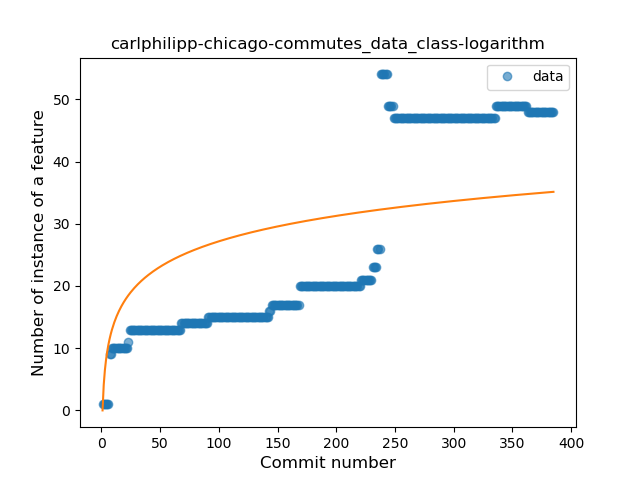 carlphilipp-chicago-commutes_data_class-logarithm
data
Number of instance of a feature
50
40
30
20
10
0
0 50 100 150 200 250 300 350 400
Commit number